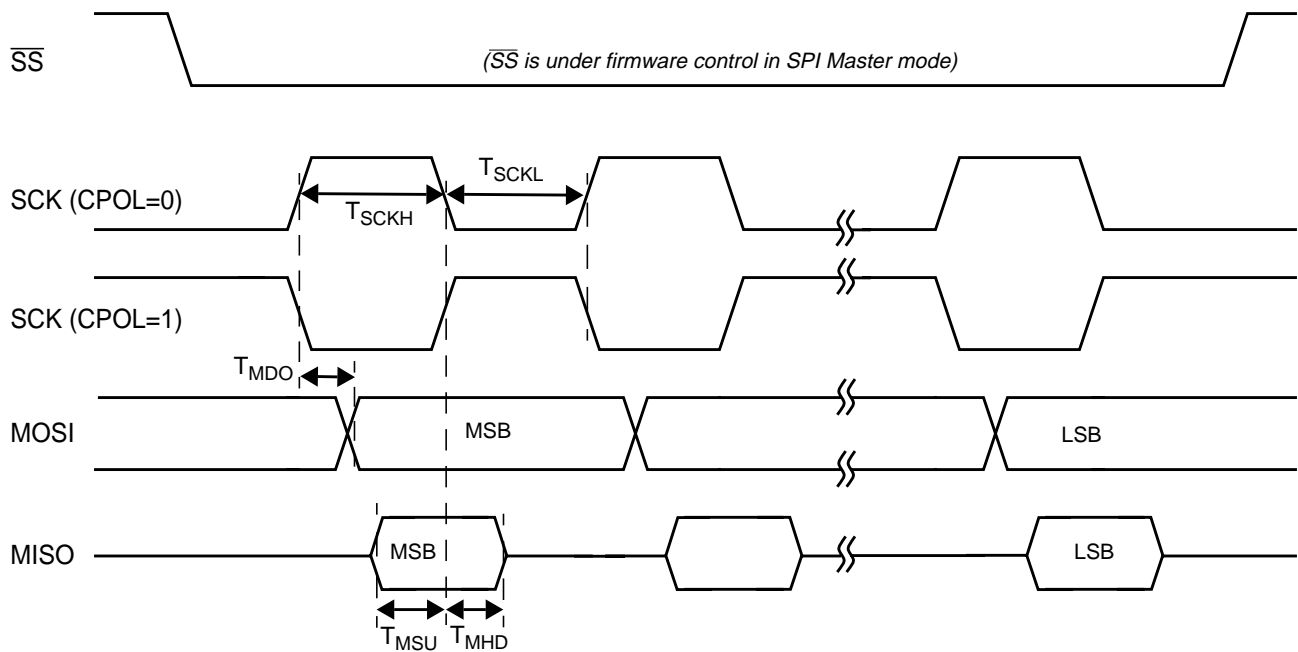 SS
(SS is under firmware control in SPI Master mode)
TSCKL
SCK (CPOL=0)
TSCKH
SCK (CPOL=1)
TMDO
MOSI
MSB
LSB
MISO
MSB
LSB
TMSU
TMHD